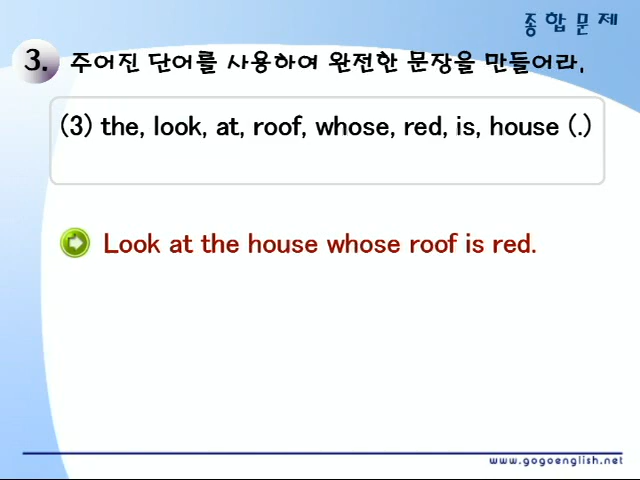 종합문제
3. 주어진 단어를 사용하여 완전한 문장을 만들어라.
(3) the, look, at, roof, whose, red, is, house (.)
Look at the house whose roof is red.
www.gogoenglish.net